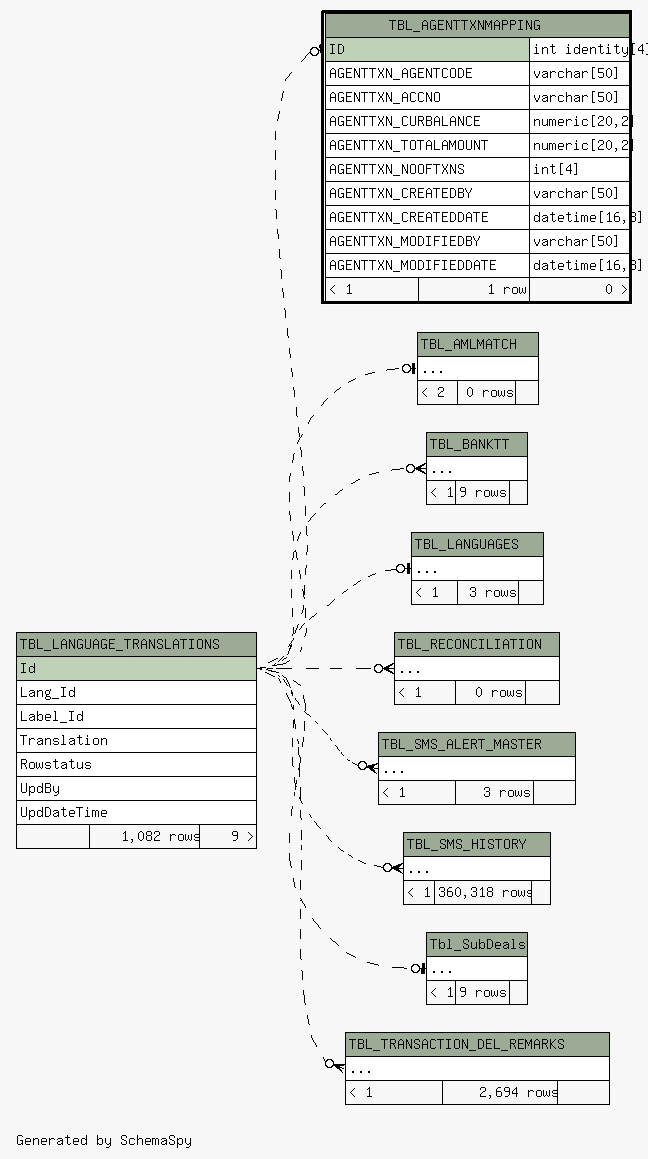 TBL_AGENTTXNMAPPING
ID int identity[4]
AGENTTXN_AGENTCODE varchar[50]
AGENTTXN_ACCNO varchar[50]
AGENTTXN_CURBALANCE numeric[20,2]
AGENTTXN_TOTALAMOUNT numeric[20,2]
AGENTTXN_NOOFTXNS int[4]
AGENTTXN_CREATEDBY varchar[50]
AGENTTXN_CREATEDDATE datetime[16,3]
AGENTTXN_MODIFIEDBY varchar[50]
AGENTTXN_MODIFIEDDATE datetime[16,3]
< 1 1 row 0 >
TBL_AMLMATCH
...
< 2 0 rows
TBL_BANKTT
...
< 1 9 rows
TBL_LANGUAGES
...
< 1 3 rows
TBL_LANGUAGE_TRANSLATIONS
Id
Lang_Id
Label_Id
Translation
Rowstatus
UpdBy
UpdDateTime
1,082 rows 9 >
TBL_RECONCILIATION
...
< 1 0 rows
TBL_SMS_ALERT_MASTER
...
< 1 3 rows
TBL_SMS_HISTORY
...
< 1 360,318 rows
Tbl_SubDeals
...
< 1 9 rows
TBL_TRANSACTION_DEL_REMARKS
...
< 1 2,694 rows
Generated by SchemaSpy